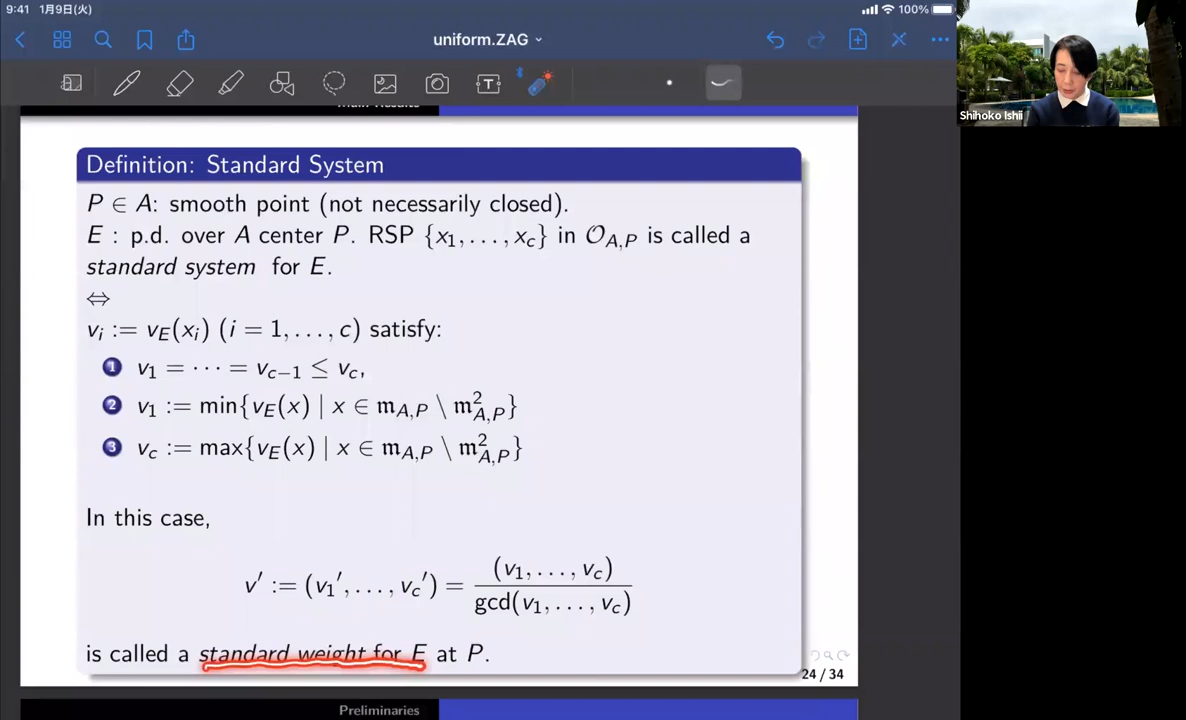 9:41 1月9日(火)
100%
uniform.ZAG
T
Shihoko Ishii
Main Results
Definition: Standard System
P ∈ A: smooth point (not necessarily closed).
E : p.d. over A center P. RSP {x₁, . . . , x_c} in 𝒪_{A,P} is called a
standard system for E.
⇔
v_i := v_E(x_i) (i = 1, . . . , c) satisfy:
1 v₁ = · · · = v_{c−1} ≤ v_c,
2 v₁ := min{v_E(x) | x ∈ 𝔪_{A,P} \ 𝔪²_{A,P}}
3 v_c := max{v_E(x) | x ∈ 𝔪_{A,P} \ 𝔪²_{A,P}}
In this case,
v′ := (v₁′, . . . , v_c′) = (v₁, . . . , v_c) / gcd(v₁, . . . , v_c)
is called a standard weight for E at P.
24 / 34
Preliminaries